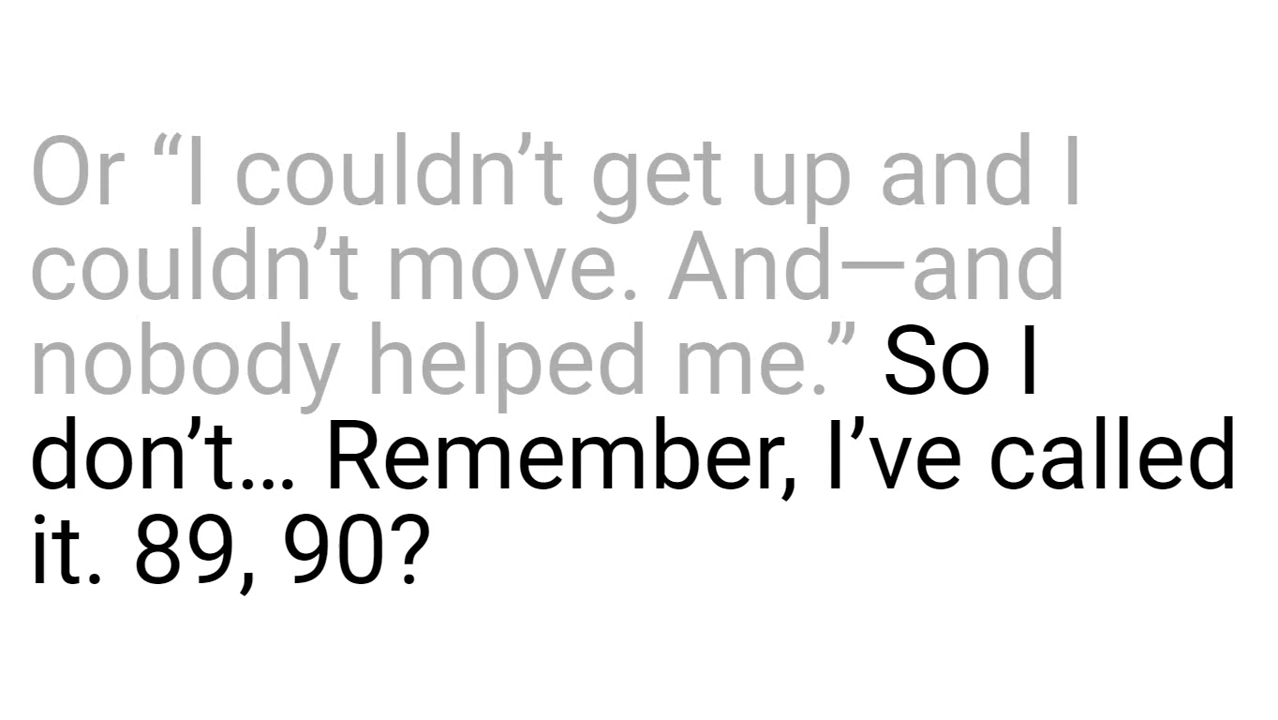 Or “I couldn’t get up and I
couldn’t move. And—and
nobody helped me.” So I
don’t… Remember, I’ve called
it. 89, 90?